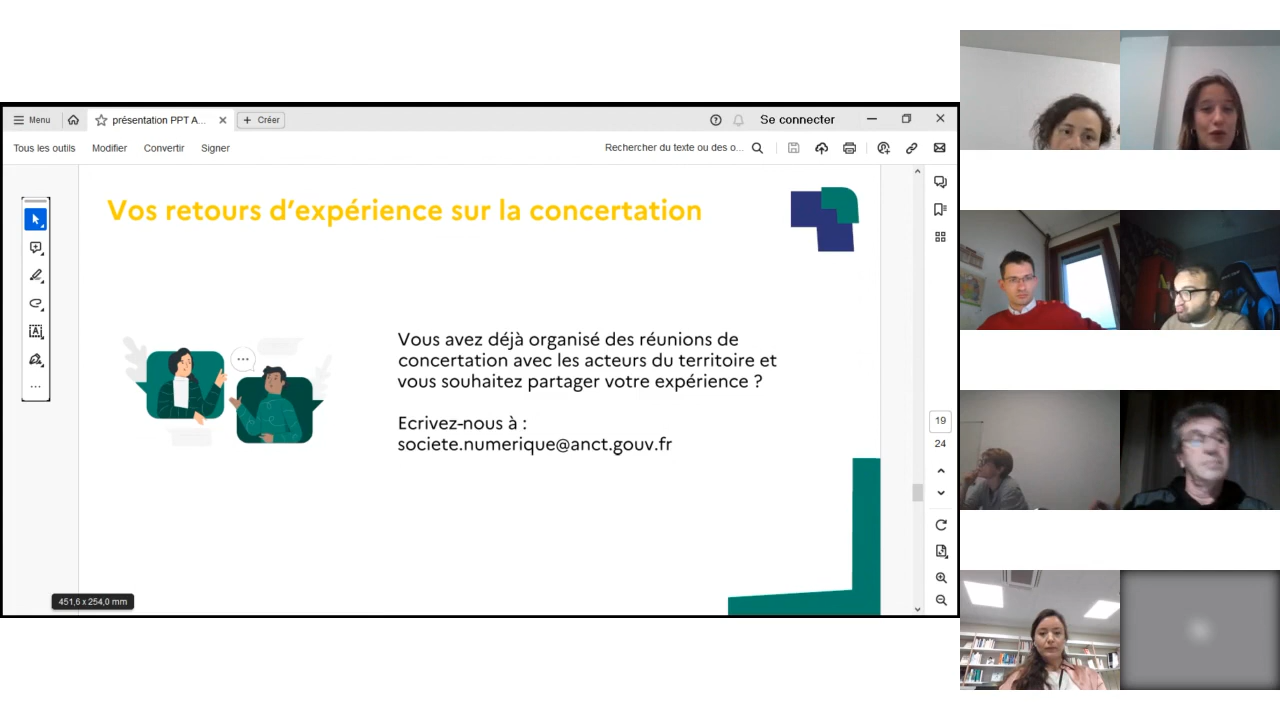 Menu
présentation PPT A...
Créer
Se connecter
Tous les outils
Modifier
Convertir
Signer
Rechercher du texte ou des o...
Vos retours d'expérience sur la concertation
Vous avez déjà organisé des réunions de
concertation avec les acteurs du territoire et
vous souhaitez partager votre expérience ?
Ecrivez-nous à :
societe.numerique@anct.gouv.fr
19
24
451,6 x 254,0 mm